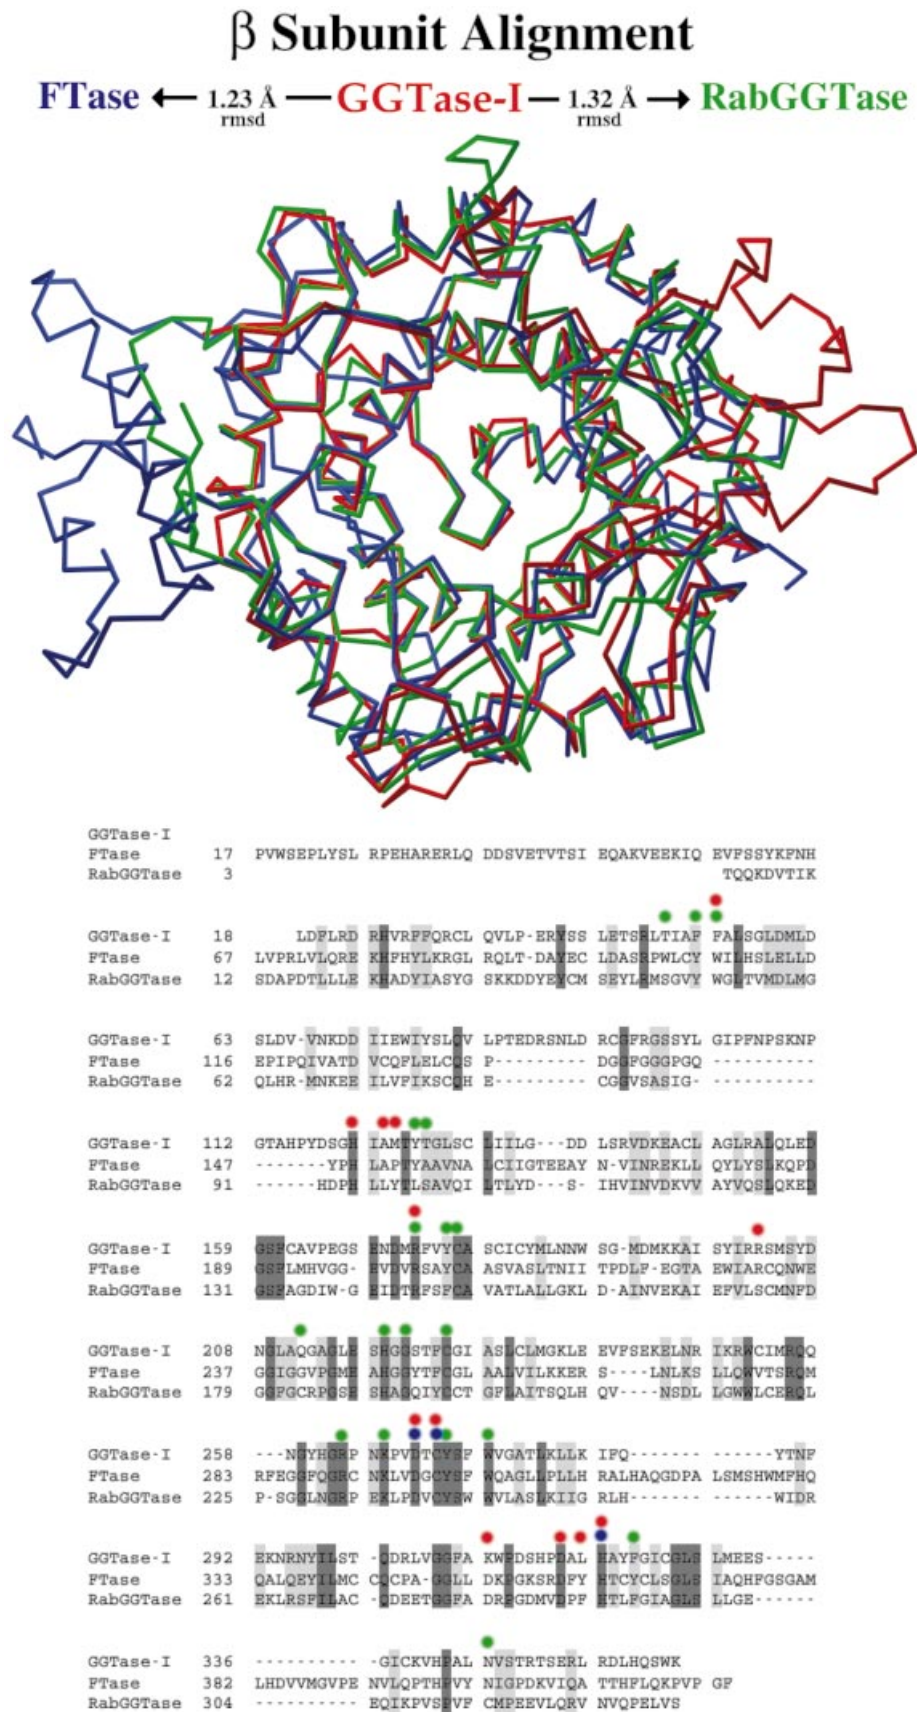 β Subunit Alignment
FTase ← 1.23 Å rmsd — GGTase-I — 1.32 Å rmsd → RabGGTase
GGTase-I
FTase 17 PVWSEPLYSL RPEHARERLQ DDSVETVTSI EQAKVEEKIQ EVFSSYKFNH
RabGGTase 3 TQQKDVTIK
GGTase-I 18 LDFLRD RHVRFFQRCL QVLP-ERYSS LETSRLTIAF FALSGLDMLD
FTase 67 LVPRLVLQRE KHFHYLKRGL RQLT-DAYEC LDASRPWLCY WILHSLELLD
RabGGTase 12 SDAPDTLLLE KHADYIASYG SKKDDYEYCM SEYLRMSGVY WGLTVMDLMG
GGTase-I 63 SLDV-VNKDD IIEWIYSLQV LPTEDRSNLD RCGFRGSSYL GIPFNPSKNP
FTase 116 EPIPQIVATD VCQFLELCQS P--------- DGGFGGGPGQ ----------
RabGGTase 62 QLHR-MNKEE ILVFIKSCQH E--------- CGGVSASIG- ----------
GGTase-I 112 GTAHPYDSGH IAMTYTGLSC LIILG---DD LSRVDKEACL AGLRALQLED
FTase 147 -------YPH LAPTYAAVNA LCIIGTEEAY N-VINREKLL QYLYSLKQPD
RabGGTase 91 ------HDPH LLYTLSAVQI LTLYD----S- IHVINVDKVV AYVQSLQKED
GGTase-I 159 GSFCAVPEGS ENDMRFVYCA SCICYMLNNW SG-MDMKKAI SYIRRSMSYD
FTase 189 GSFLMHVGG- EVDVRSAYCA ASVASLTNII TPDLF-EGTA EWIARCQNWE
RabGGTase 131 GSFAGDIW-G EIDTRFSFCA VATLALLGKL D-AINVEKAI EFVLSCMNFD
GGTase-I 208 NGLAQGAGLE SHGGSTFCGI ASLCLMGKLE EVFSEKELNR IKRWCIMRQQ
FTase 237 GGIGGVPGME AHGGYTFCGL AALVILKKER S----LNLKS LLQWVTSRQM
RabGGTase 179 GGFGCRPGSE SHAGQIYCCT GFLAITSQLH QV----NSDL LGWWLCERQL
GGTase-I 258 ---NGYHGRP NKPVDTCYSF WVGATLKLLK IFQ------- ------YTNF
FTase 283 RFEGGFQGRC NKLVDGCYSF WQAGLLPLLH RALHAQGDPA LSMSHWMFHQ
RabGGTase 225 P-SGGLNGRP EKLPDVCYSW WVLASLKIIG RLH------- ------WIDR
GGTase-I 292 EKNRNYILST -QDRLVGGFA KWPDSHPDAL HAYFGICGLS LMEES-----
FTase 333 QALQEYILMC CQCPA-GGLL DKPGKSRDFY HTCYCLSGLS IAQHFGSGAM
RabGGTase 261 EKLRSFILAC -QDEETGGFA DRPGDMVDPF HTLFGIAGLS LLGE------
GGTase-I 336 ---------- --GICKVHPAL NVSTRTSERL RDLHQSWK
FTase 382 LHDVVMGVPE NVLQPTHPVY NIGPDKVIQA TTHFLQKPVP GF
RabGGTase 304 ---------- EQIKPVSPVF CMPEEVLQRV NVQPELVS